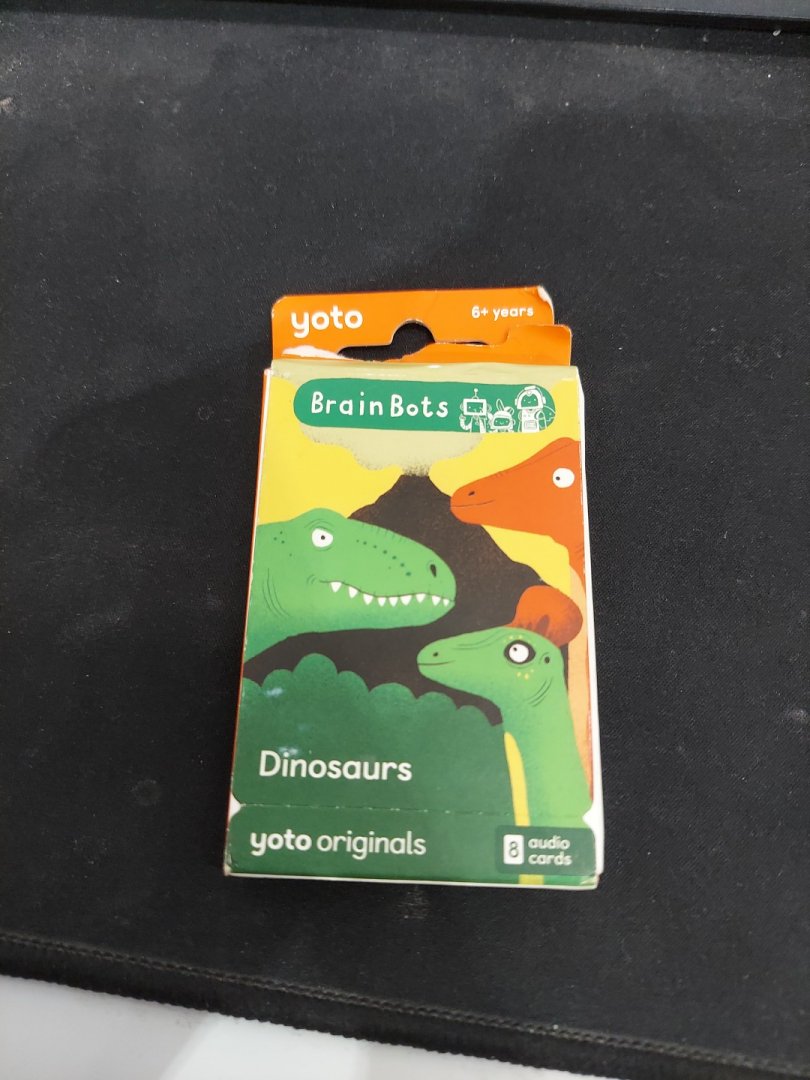 yoto
6+ years
BrainBots
Dinosaurs
yoto originals
8 audio
cards